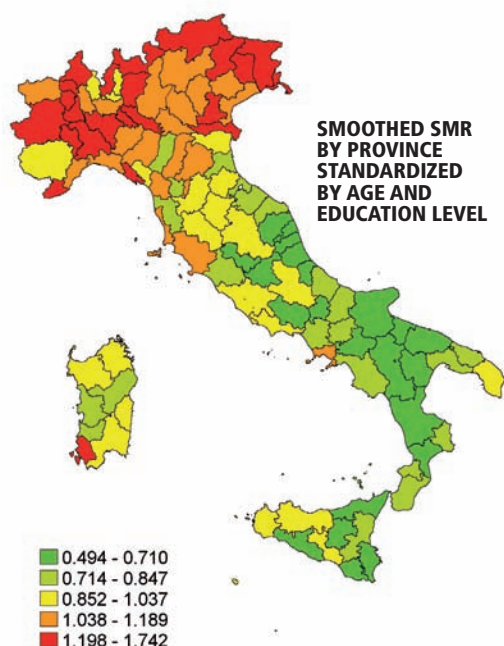 SMOOTHED SMR
BY PROVINCE
STANDARDIZED
BY AGE AND
EDUCATION LEVEL
0.494 - 0.710
0.714 - 0.847
0.852 - 1.037
1.038 - 1.189
1.198 - 1.742